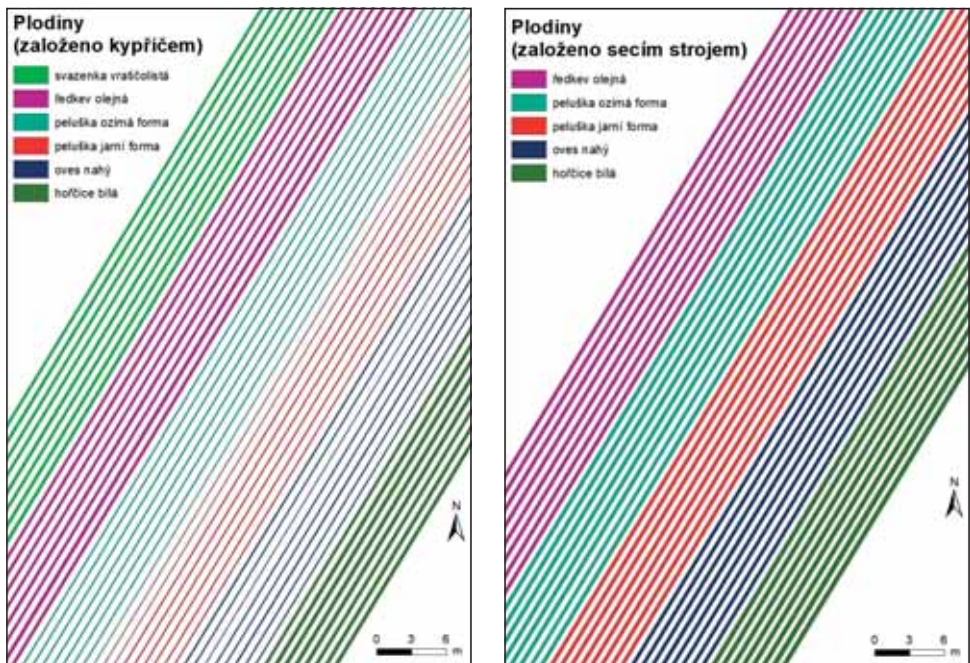 Plodiny
(založeno kypřičem)
svazenka vratičolistá
ředkev olejná
peluška ozimá forma
peluška jarní forma
oves nahý
hořčice bílá
N
0 3 6
m
Plodiny
(založeno secím strojem)
ředkev olejná
peluška ozimá forma
peluška jarní forma
oves nahý
hořčice bílá
N
0 3 6
m